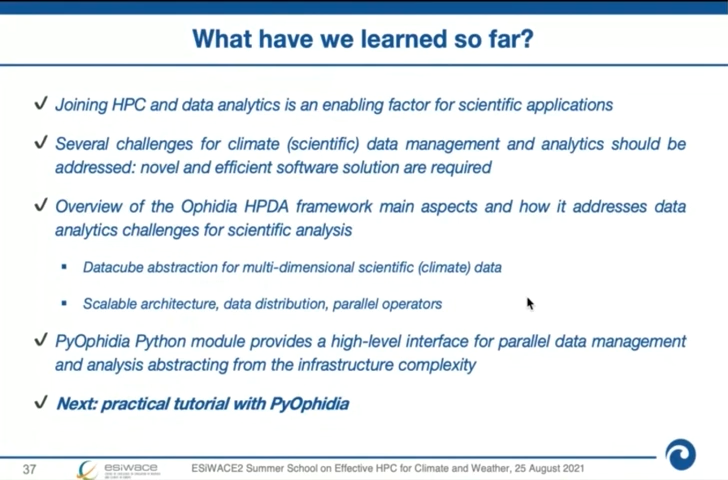 What have we learned so far?
✓ Joining HPC and data analytics is an enabling factor for scientific applications
✓ Several challenges for climate (scientific) data management and analytics should be
addressed: novel and efficient software solution are required
✓ Overview of the Ophidia HPDA framework main aspects and how it addresses data
analytics challenges for scientific analysis
▪ Datacube abstraction for multi-dimensional scientific (climate) data
▪ Scalable architecture, data distribution, parallel operators
✓ PyOphidia Python module provides a high-level interface for parallel data management
and analysis abstracting from the infrastructure complexity
✓ Next: practical tutorial with PyOphidia
37
esiwace
ESiWACE2 Summer School on Effective HPC for Climate and Weather, 25 August 2021